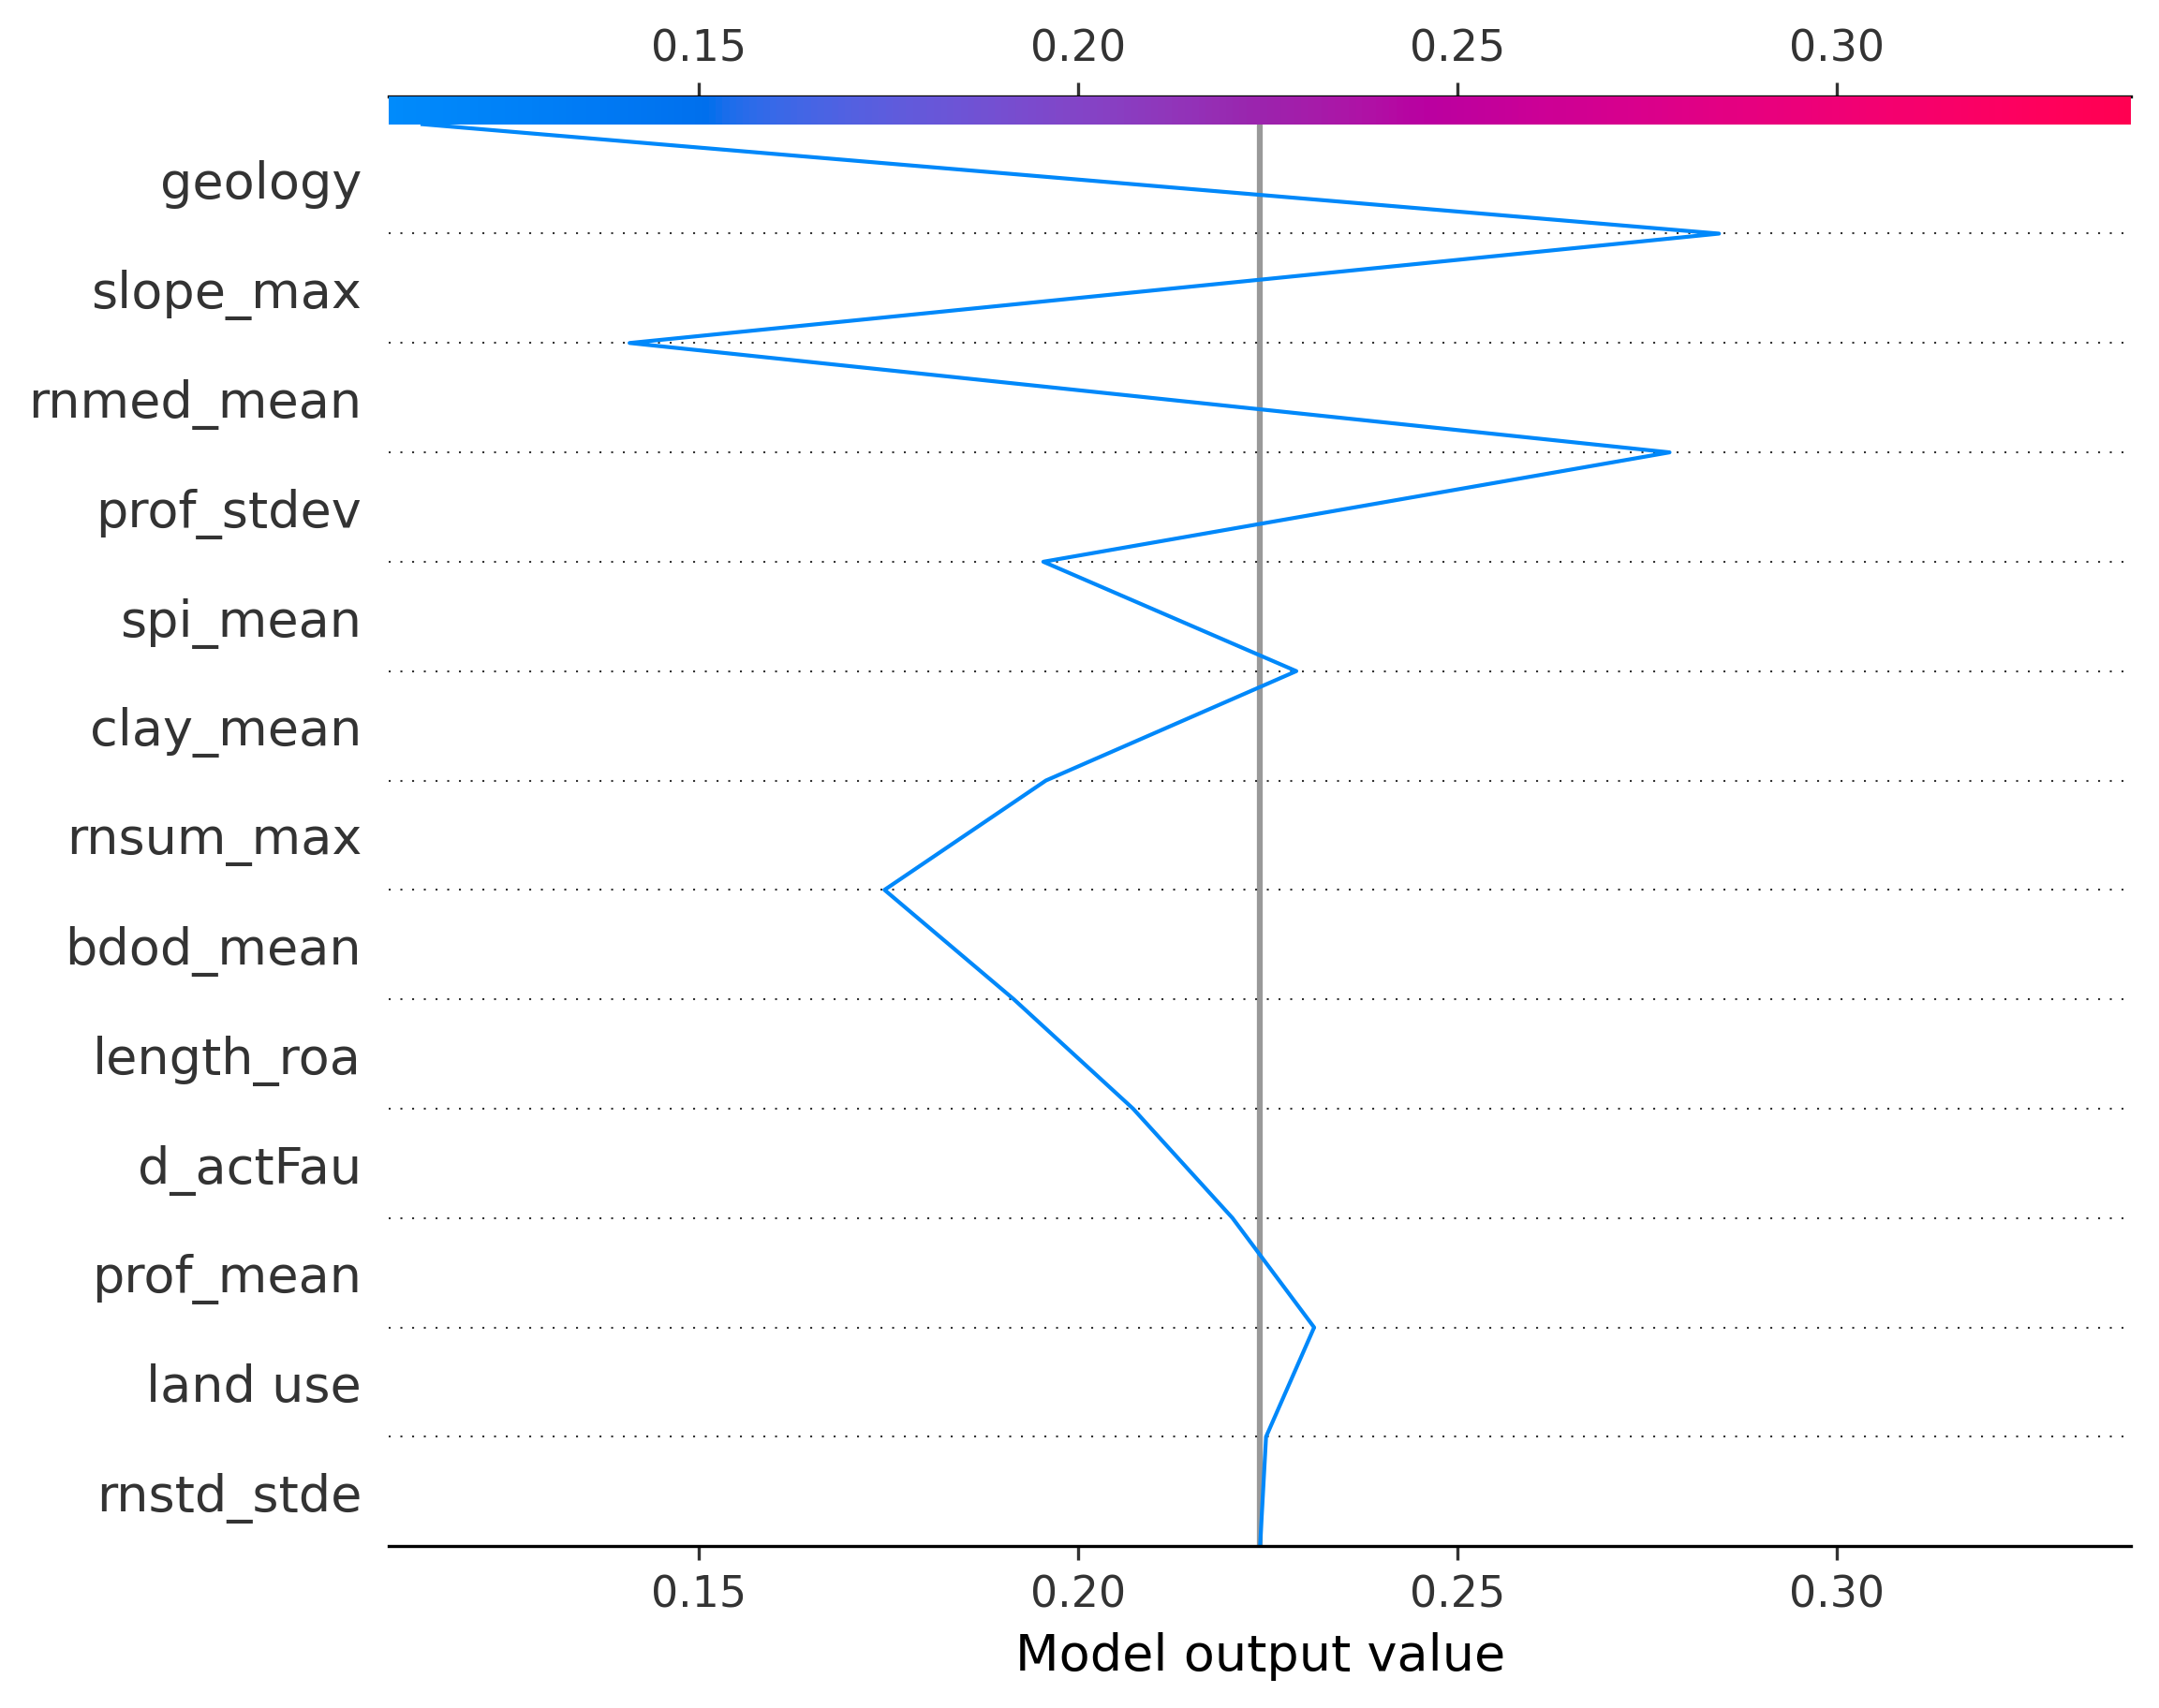 0.15 0.20 0.25 0.30
geology
slope_max
rnmed_mean
prof_stdev
spi_mean
clay_mean
rnsum_max
bdod_mean
length_roa
d_actFau
prof_mean
land use
rnstd_stde
0.15 0.20 0.25 0.30
Model output value